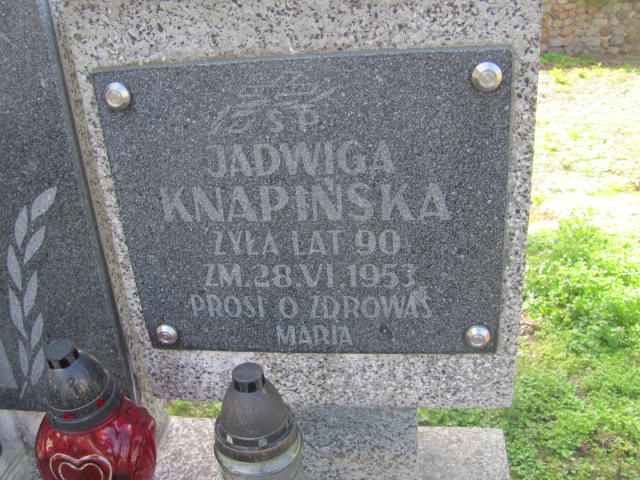 Ś P
JADWIGA
KNAPIŃSKA
ŻYŁA LAT 90
ZM.28.VI.1953
PROSI O ZDROWAŚ
MARIA